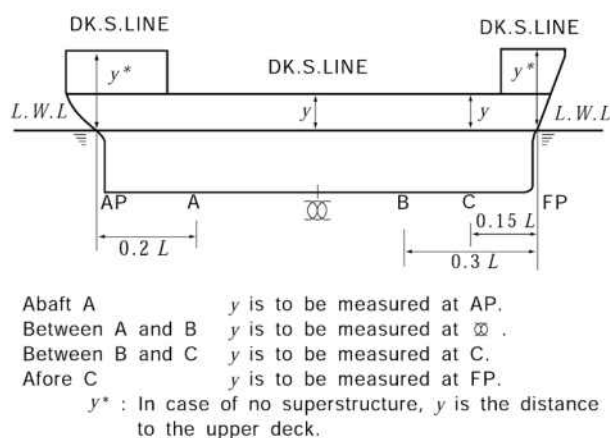 DK.S.LINE
DK.S.LINE
DK.S.LINE
y*
y*
L.W.L
y
y
L.W.L
AP
A
B
C
FP
0.15 L
0.2 L
0.3 L
Abaft A y is to be measured at AP.
Between A and B y is to be measured at ⦻ .
Between B and C y is to be measured at C.
Afore C y is to be measured at FP.
y* : In case of no superstructure, y is the distance
to the upper deck.